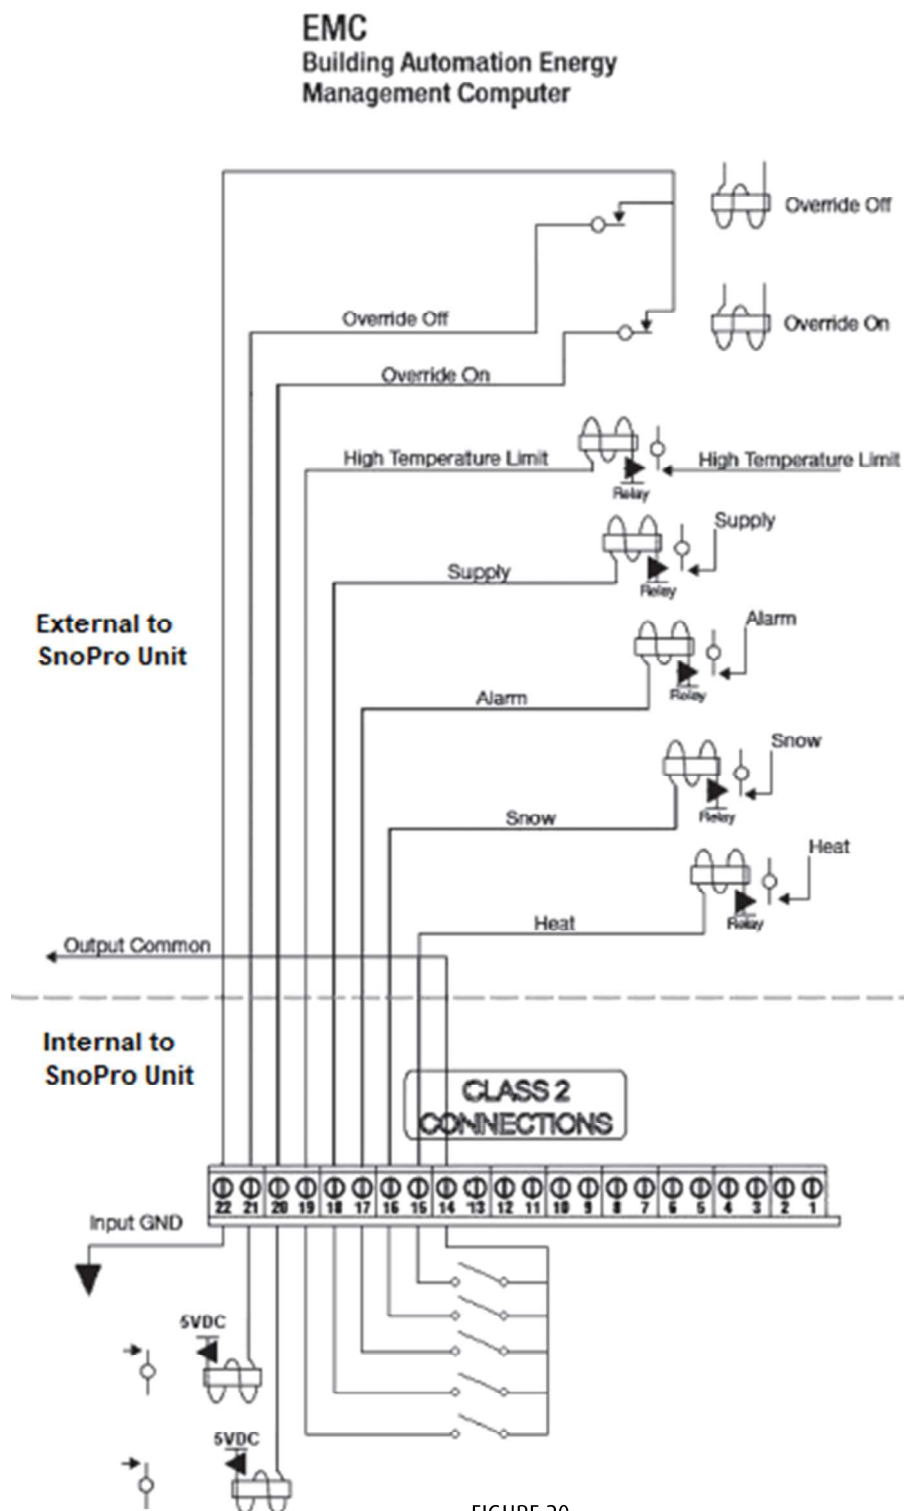 EMC
Building Automation Energy
Management Computer
Override Off
Override Off
Override On
Override On
High Temperature Limit
High Temperature Limit
Relay
Supply
Supply
Relay
External to
SnoPro Unit
Alarm
Alarm
Relay
Snow
Snow
Relay
Heat
Heat
Relay
Output Common
Internal to
SnoPro Unit
CLASS 2
CONNECTIONS
22 21 20 19 18 17 16 15 14 13 12 11 10 9 8 7 6 5 4 3 2 1
Input GND
5VDC
5VDC
FIGURE 20